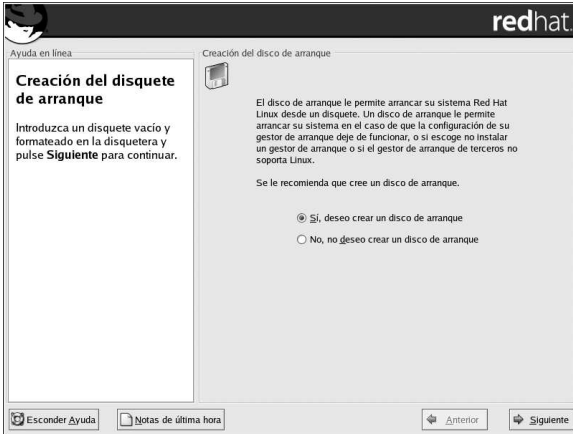 redhat.
Ayuda en línea
Creación del disquete
de arranque
Introduzca un disquete vacío y
formateado en la disquetera y
pulse Siguiente para continuar.
Creación del disco de arranque
El disco de arranque le permite arrancar su sistema Red Hat
Linux desde un disquete. Un disco de arranque le permite
arrancar su sistema en el caso de que la configuración de su
gestor de arranque deje de funcionar, o si escoge no instalar
un gestor de arranque o si el gestor de arranque de terceros no
soporta Linux.
Se le recomienda que cree un disco de arranque.
Sí, deseo crear un disco de arranque
No, no deseo crear un disco de arranque
Esconder Ayuda
Notas de última hora
Anterior
Siguiente